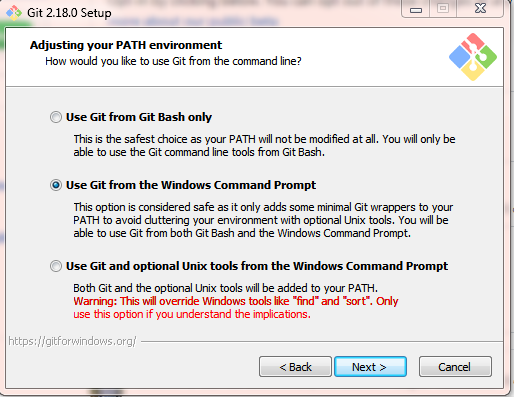 Git 2.18.0 Setup
Adjusting your PATH environment
How would you like to use Git from the command line?
Use Git from Git Bash only
This is the safest choice as your PATH will not be modified at all. You will only be
able to use the Git command line tools from Git Bash.
Use Git from the Windows Command Prompt
This option is considered safe as it only adds some minimal Git wrappers to your
PATH to avoid cluttering your environment with optional Unix tools. You will be
able to use Git from both Git Bash and the Windows Command Prompt.
Use Git and optional Unix tools from the Windows Command Prompt
Both Git and the optional Unix tools will be added to your PATH.
Warning: This will override Windows tools like "find" and "sort". Only
use this option if you understand the implications.
https://gitforwindows.org/
< Back
Next >
Cancel